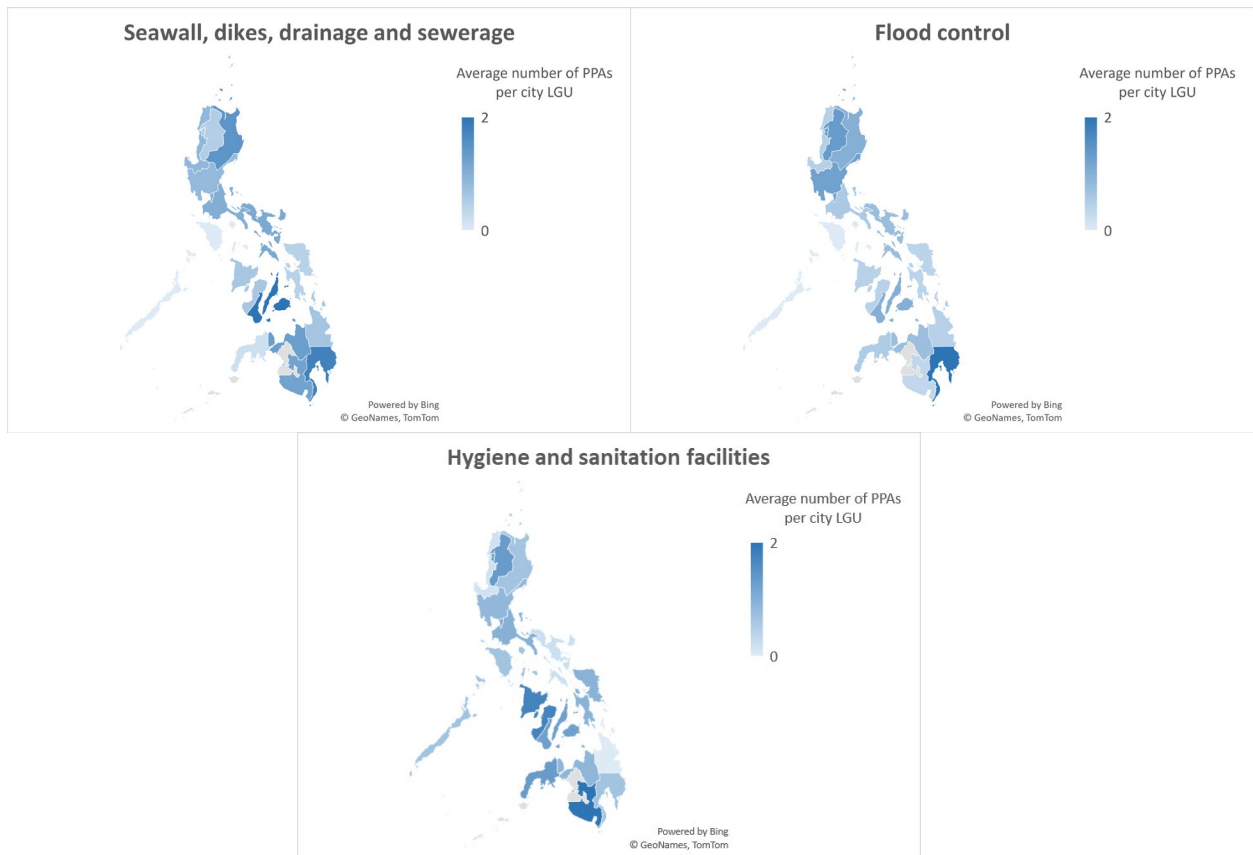 Seawall, dikes, drainage and sewerage
Average number of PPAs
per city LGU
2
0
Powered by Bing
© GeoNames, TomTom
Flood control
Average number of PPAs
per city LGU
2
0
Powered by Bing
© GeoNames, TomTom
Hygiene and sanitation facilities
Average number of PPAs
per city LGU
2
0
Powered by Bing
© GeoNames, TomTom